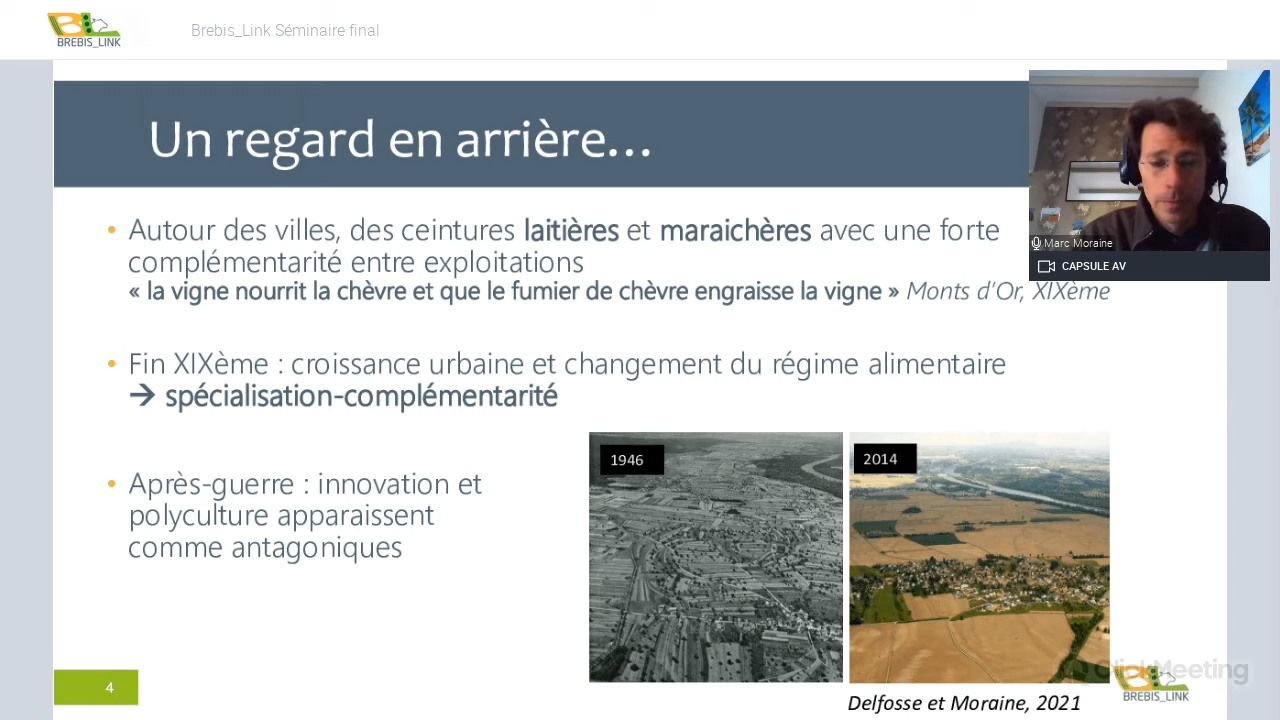 BREBIS_LINK
Brebis_Link Séminaire final
Un regard en arrière…
Marc Moraine
CAPSULE AV
• Autour des villes, des ceintures laitières et maraichères avec une forte
complémentarité entre exploitations
« la vigne nourrit la chèvre et que le fumier de chèvre engraisse la vigne » Monts d'Or, XIXème
• Fin XIXème : croissance urbaine et changement du régime alimentaire
→ spécialisation-complémentarité
• Après-guerre : innovation et
polyculture apparaissent
comme antagoniques
1946
2014
4
ClickMeeting
BREBIS_LINK
Delfosse et Moraine, 2021